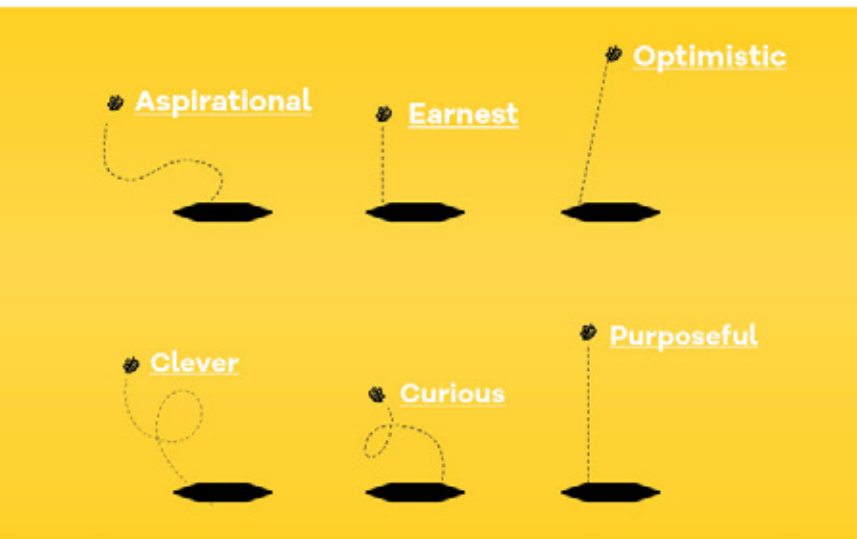 Aspirational
Earnest
Optimistic
Clever
Curious
Purposeful